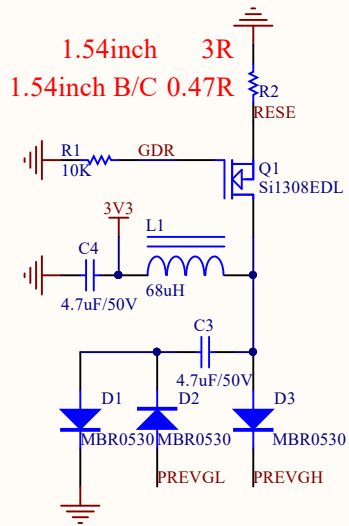 1.54inch 3R
1.54inch B/C 0.47R
R2
RESE
R1
GDR
10K
Q1
Si1308EDL
3V3
L1
C4
4.7uF/50V
68uH
C3
4.7uF/50V
D1
D2
D3
MBR0530
MBR0530
MBR0530
PREVGL
PREVGH